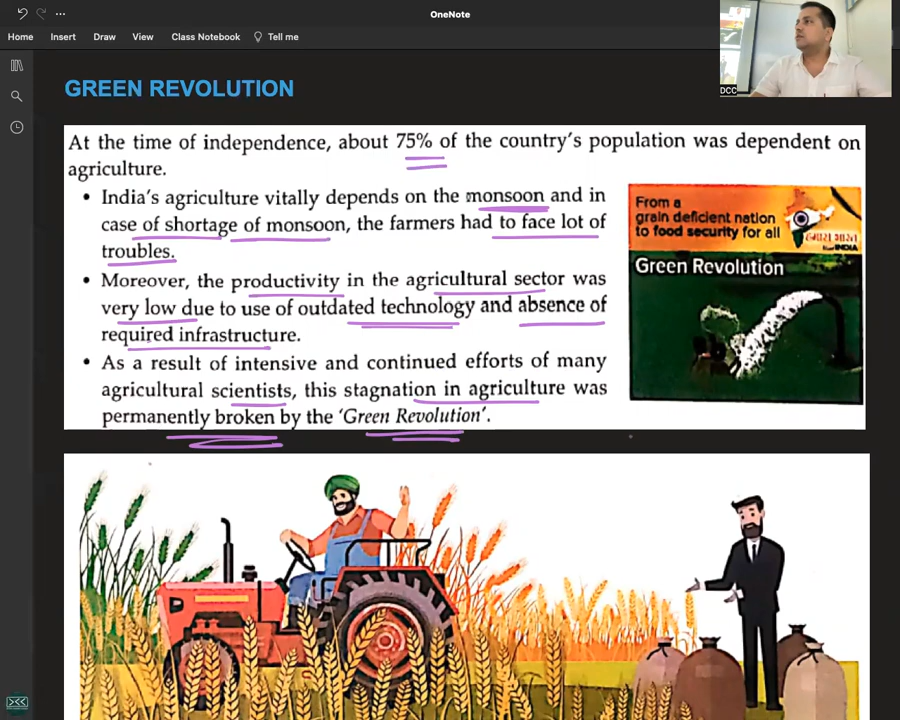 OneNote
Home Insert Draw View Class Notebook Tell me
DCC
GREEN REVOLUTION
At the time of independence, about 75% of the country's population was dependent on
agriculture.
• India's agriculture vitally depends on the monsoon and in
case of shortage of monsoon, the farmers had to face lot of
troubles.
• Moreover, the productivity in the agricultural sector was
very low due to use of outdated technology and absence of
required infrastructure.
• As a result of intensive and continued efforts of many
agricultural scientists, this stagnation in agriculture was
permanently broken by the 'Green Revolution'.
From a
grain deficient nation
to food security for all
INDIA
Green Revolution